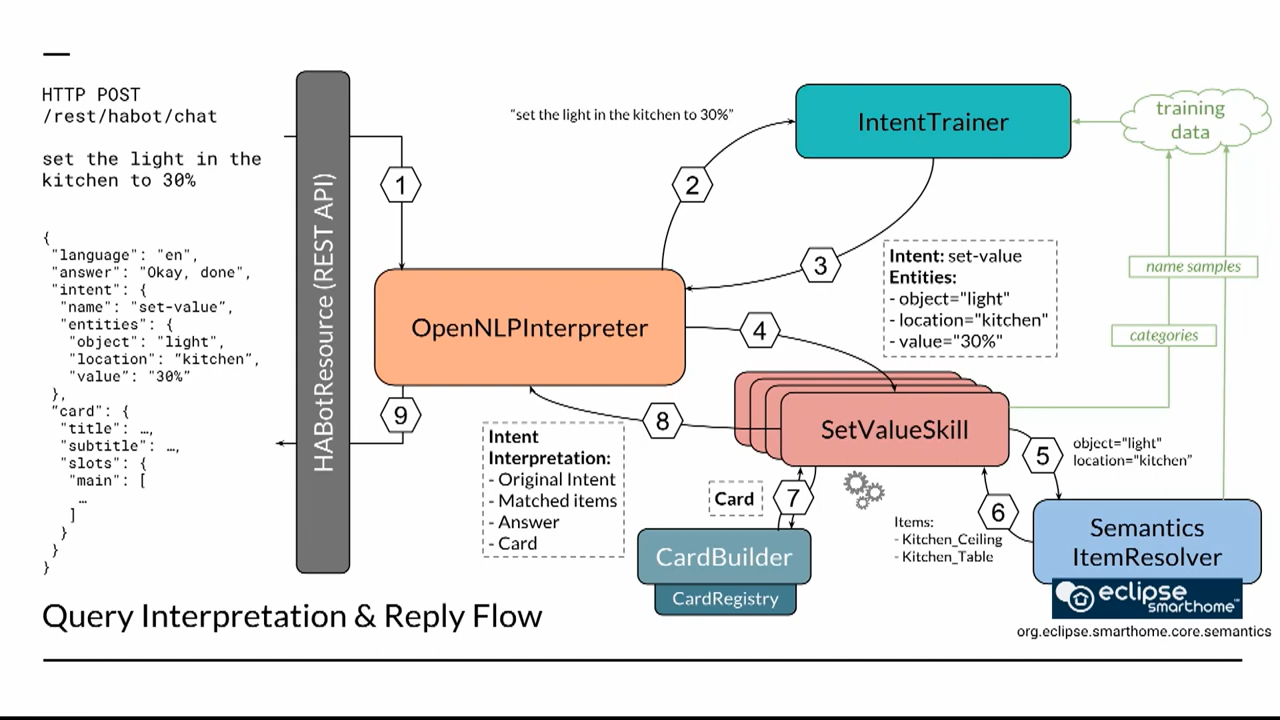 HTTP POST
/rest/habot/chat
set the light in the
kitchen to 30%
{
"language": "en",
"answer": "Okay, done",
"intent": {
"name": "set-value",
"entities": {
"object": "light",
"location": "kitchen",
"value": "30%"
},
"card": {
"title": …,
"subtitle": …,
"slots": {
"main": [
…
]
}
}
}
HABotResource (REST API)
1
OpenNLPInterpreter
9
"set the light in the kitchen to 30%"
2
IntentTrainer
training
data
3
Intent: set-value
Entities:
- object="light"
- location="kitchen"
- value="30%"
name samples
categories
4
SetValueSkill
8
Intent
Interpretation:
- Original Intent
- Matched items
- Answer
- Card
5
object="light"
location="kitchen"
Card
7
6
Items:
- Kitchen_Ceiling
- Kitchen_Table
CardBuilder
CardRegistry
Semantics
ItemResolver
eclipse
smarthome™
org.eclipse.smarthome.core.semantics
Query Interpretation & Reply Flow